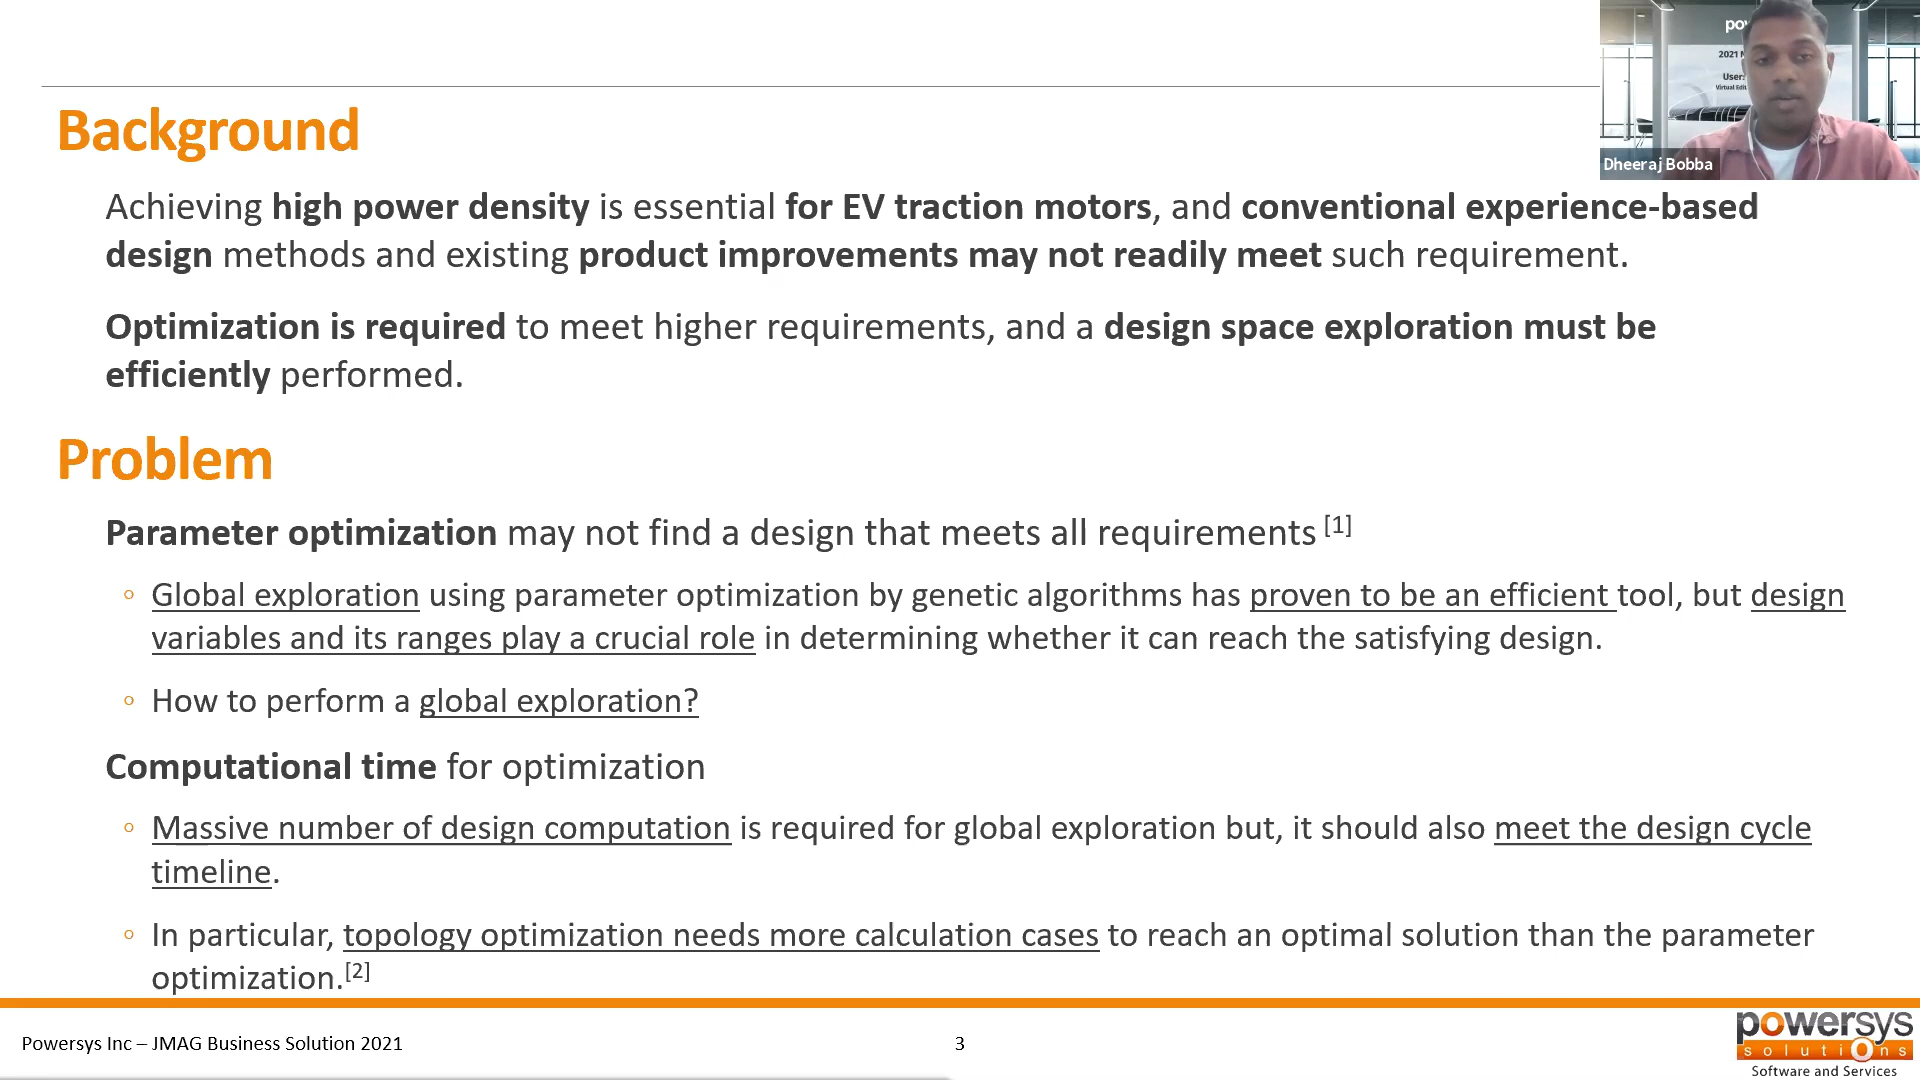 Background
Achieving high power density is essential for EV traction motors, and conventional experience-based
design methods and existing product improvements may not readily meet such requirement.
Optimization is required to meet higher requirements, and a design space exploration must be
efficiently performed.
Problem
Parameter optimization may not find a design that meets all requirements [1]
◦ Global exploration using parameter optimization by genetic algorithms has proven to be an efficient tool, but design
variables and its ranges play a crucial role in determining whether it can reach the satisfying design.
◦ How to perform a global exploration?
Computational time for optimization
◦ Massive number of design computation is required for global exploration but, it should also meet the design cycle
timeline.
◦ In particular, topology optimization needs more calculation cases to reach an optimal solution than the parameter
optimization.[2]
Powersys Inc – JMAG Business Solution 2021
3
powersys
solutions
Software and Services
2021
User:
Dheeraj Bobba